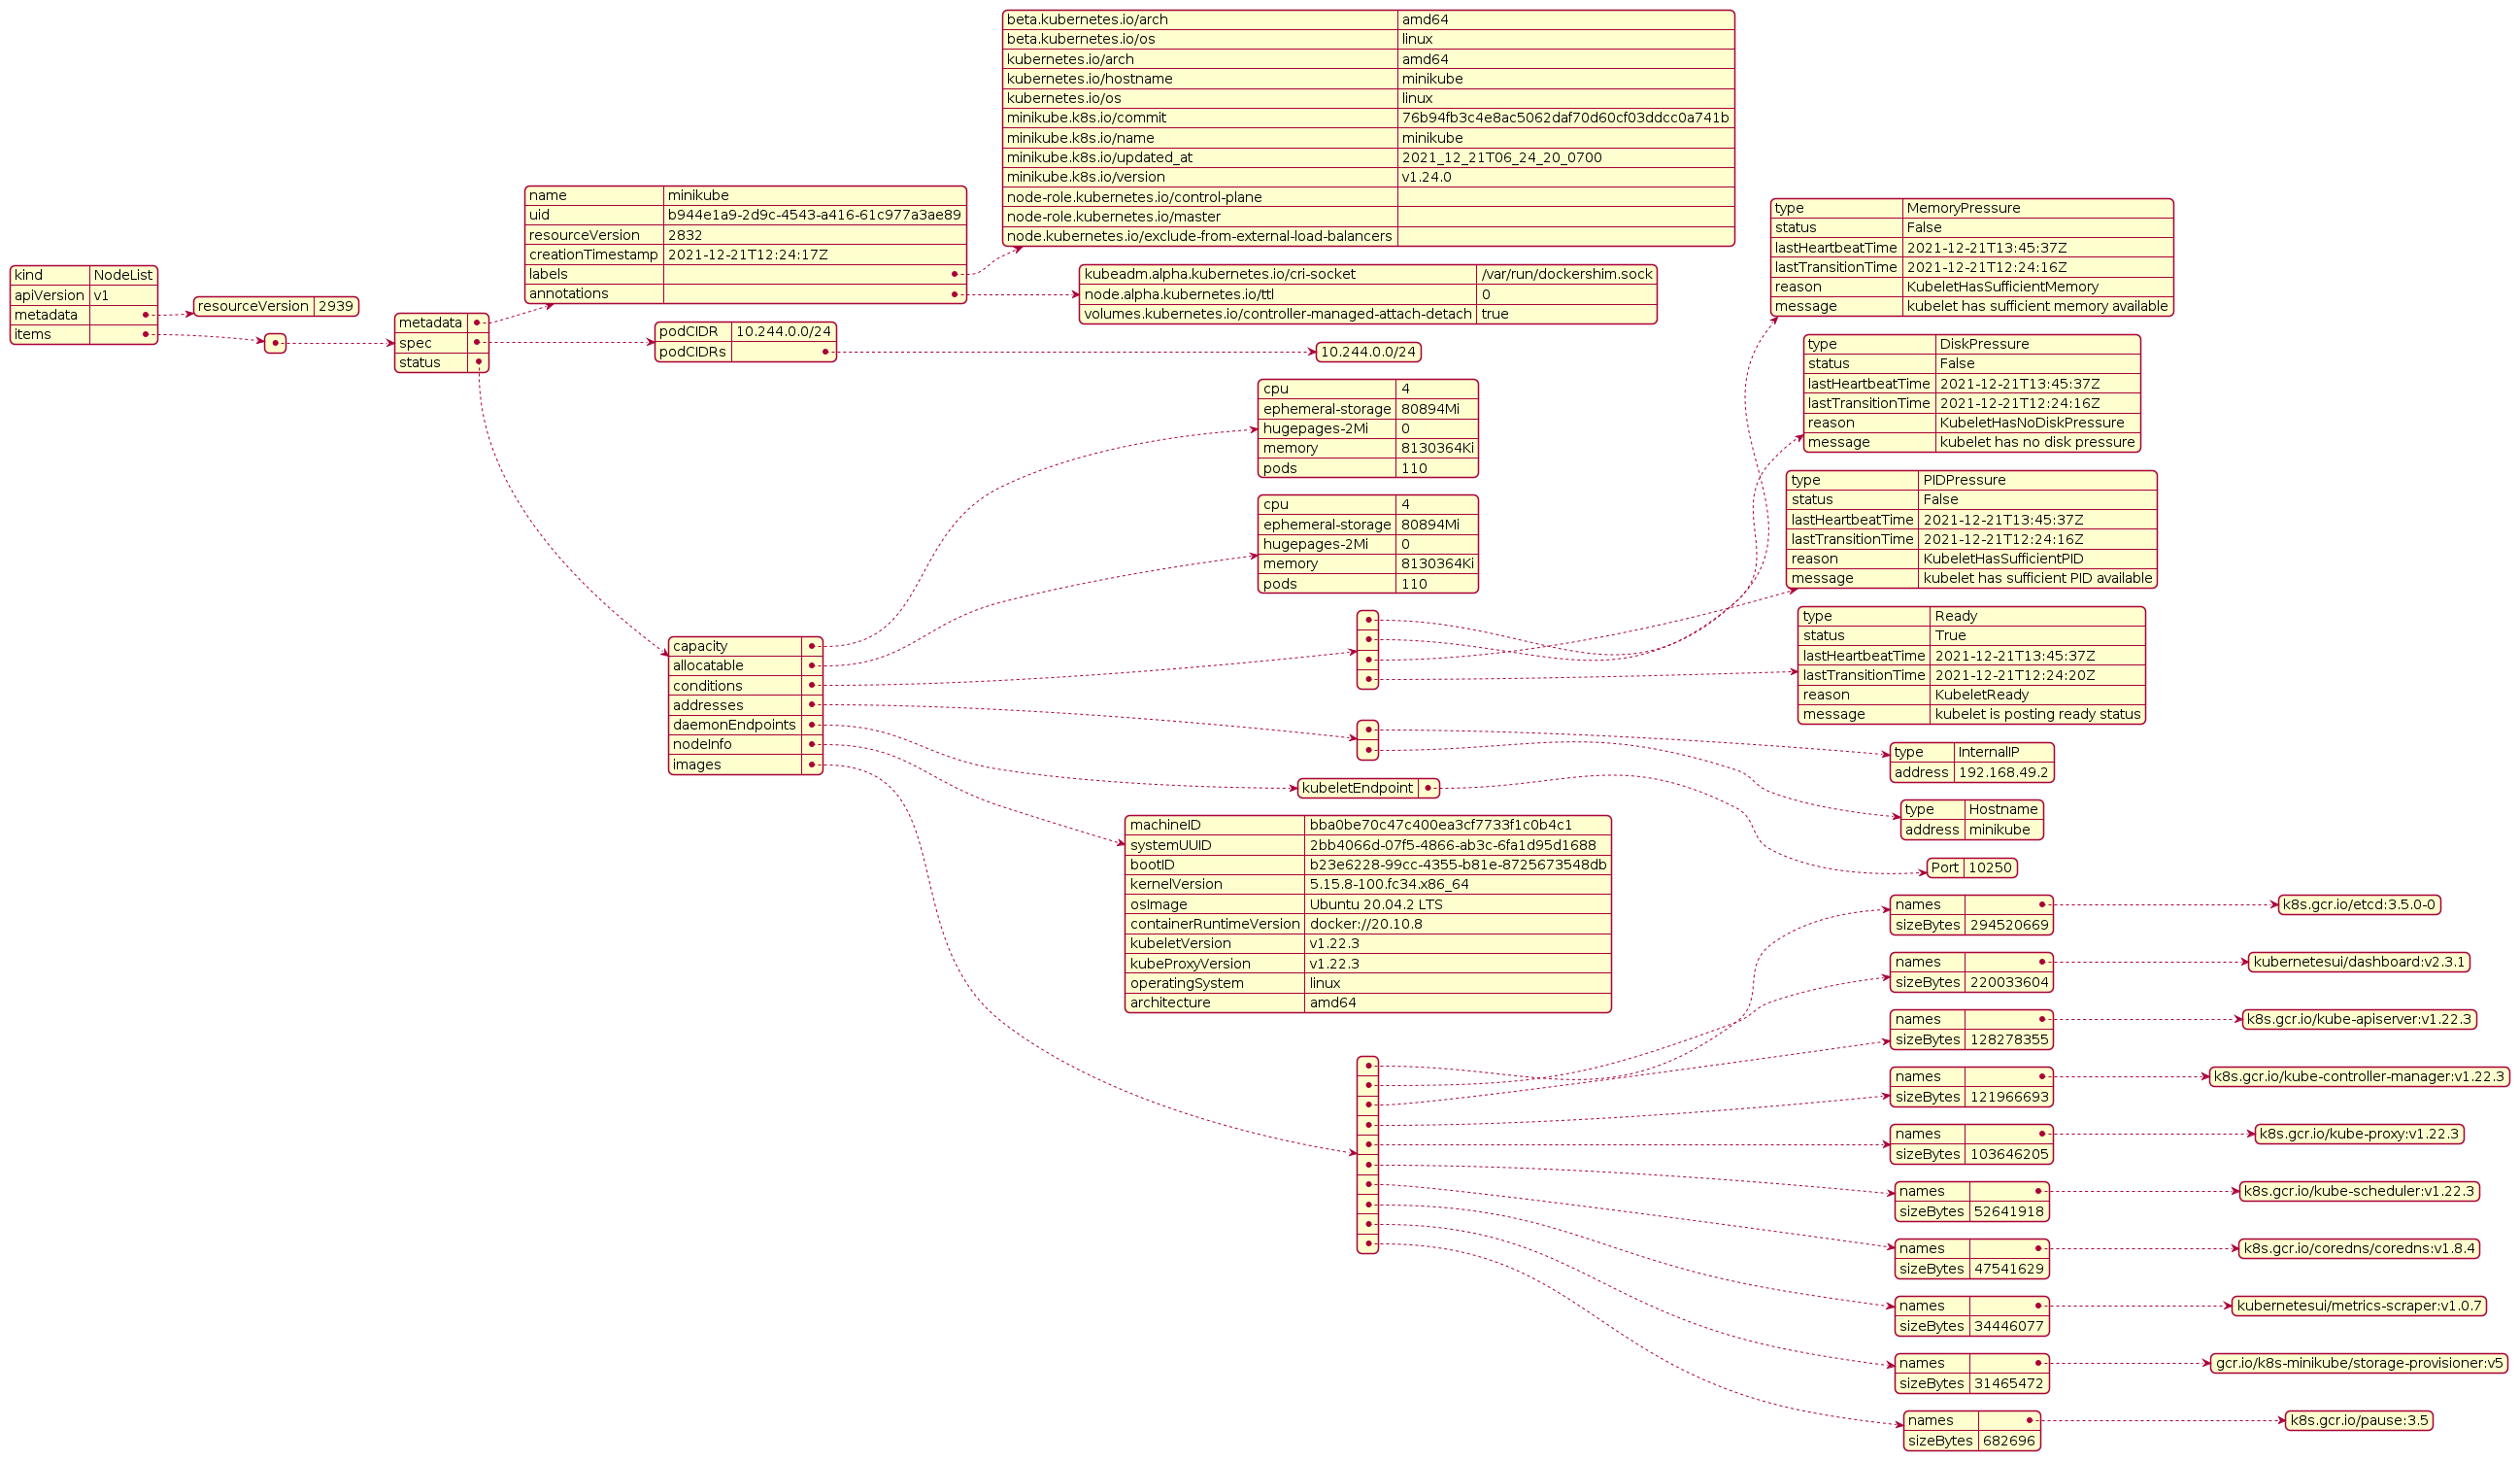 kind NodeList
apiVersion v1
metadata
items
resourceVersion 2939
metadata
spec
status
name minikube
uid b944e1a9-2d9c-4543-a416-61c977a3ae89
resourceVersion 2832
creationTimestamp 2021-12-21T12:24:17Z
labels
annotations
beta.kubernetes.io/arch amd64
beta.kubernetes.io/os linux
kubernetes.io/arch amd64
kubernetes.io/hostname minikube
kubernetes.io/os linux
minikube.k8s.io/commit 76b94fb3c4e8ac5062daf70d60cf03ddcc0a741b
minikube.k8s.io/name minikube
minikube.k8s.io/updated_at 2021_12_21T06_24_20_0700
minikube.k8s.io/version v1.24.0
node-role.kubernetes.io/control-plane
node-role.kubernetes.io/master
node.kubernetes.io/exclude-from-external-load-balancers
kubeadm.alpha.kubernetes.io/cri-socket /var/run/dockershim.sock
node.alpha.kubernetes.io/ttl 0
volumes.kubernetes.io/controller-managed-attach-detach true
podCIDR 10.244.0.0/24
podCIDRs
10.244.0.0/24
capacity
allocatable
conditions
addresses
daemonEndpoints
nodeInfo
images
cpu 4
ephemeral-storage 80894Mi
hugepages-2Mi 0
memory 8130364Ki
pods 110
cpu 4
ephemeral-storage 80894Mi
hugepages-2Mi 0
memory 8130364Ki
pods 110
type MemoryPressure
status False
lastHeartbeatTime 2021-12-21T13:45:37Z
lastTransitionTime 2021-12-21T12:24:16Z
reason KubeletHasSufficientMemory
message kubelet has sufficient memory available
type DiskPressure
status False
lastHeartbeatTime 2021-12-21T13:45:37Z
lastTransitionTime 2021-12-21T12:24:16Z
reason KubeletHasNoDiskPressure
message kubelet has no disk pressure
type PIDPressure
status False
lastHeartbeatTime 2021-12-21T13:45:37Z
lastTransitionTime 2021-12-21T12:24:16Z
reason KubeletHasSufficientPID
message kubelet has sufficient PID available
type Ready
status True
lastHeartbeatTime 2021-12-21T13:45:37Z
lastTransitionTime 2021-12-21T12:24:20Z
reason KubeletReady
message kubelet is posting ready status
type InternalIP
address 192.168.49.2
type Hostname
address minikube
kubeletEndpoint
Port 10250
machineID bba0be70c47c400ea3cf7733f1c0b4c1
systemUUID 2bb4066d-07f5-4866-ab3c-6fa1d95d1688
bootID b23e6228-99cc-4355-b81e-8725673548db
kernelVersion 5.15.8-100.fc34.x86_64
osImage Ubuntu 20.04.2 LTS
containerRuntimeVersion docker://20.10.8
kubeletVersion v1.22.3
kubeProxyVersion v1.22.3
operatingSystem linux
architecture amd64
names
sizeBytes 294520669
k8s.gcr.io/etcd:3.5.0-0
names
sizeBytes 220033604
kubernetesui/dashboard:v2.3.1
names
sizeBytes 128278355
k8s.gcr.io/kube-apiserver:v1.22.3
names
sizeBytes 121966693
k8s.gcr.io/kube-controller-manager:v1.22.3
names
sizeBytes 103646205
k8s.gcr.io/kube-proxy:v1.22.3
names
sizeBytes 52641918
k8s.gcr.io/kube-scheduler:v1.22.3
names
sizeBytes 47541629
k8s.gcr.io/coredns/coredns:v1.8.4
names
sizeBytes 34446077
kubernetesui/metrics-scraper:v1.0.7
names
sizeBytes 31465472
gcr.io/k8s-minikube/storage-provisioner:v5
names
sizeBytes 682696
k8s.gcr.io/pause:3.5